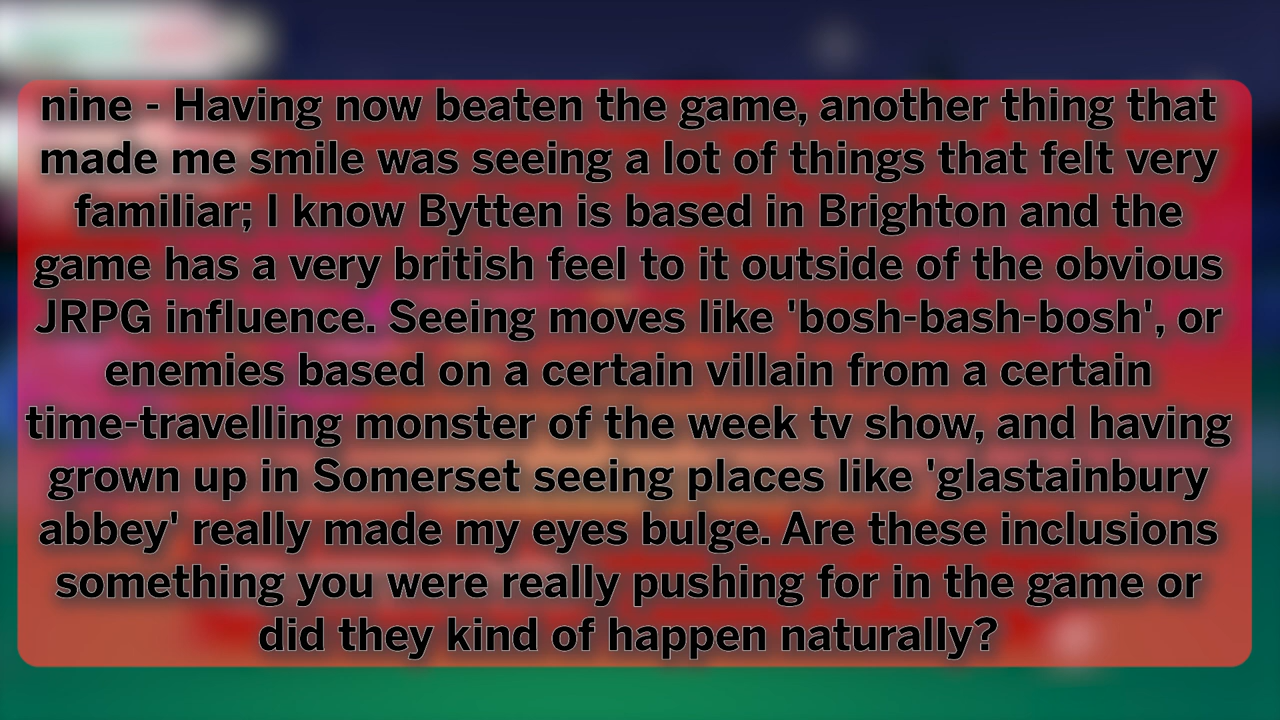 nine - Having now beaten the game, another thing that
made me smile was seeing a lot of things that felt very
familiar; I know Bytten is based in Brighton and the
game has a very british feel to it outside of the obvious
JRPG influence. Seeing moves like 'bosh-bash-bosh', or
enemies based on a certain villain from a certain
time-travelling monster of the week tv show, and having
grown up in Somerset seeing places like 'glastainbury
abbey' really made my eyes bulge. Are these inclusions
something you were really pushing for in the game or
did they kind of happen naturally?